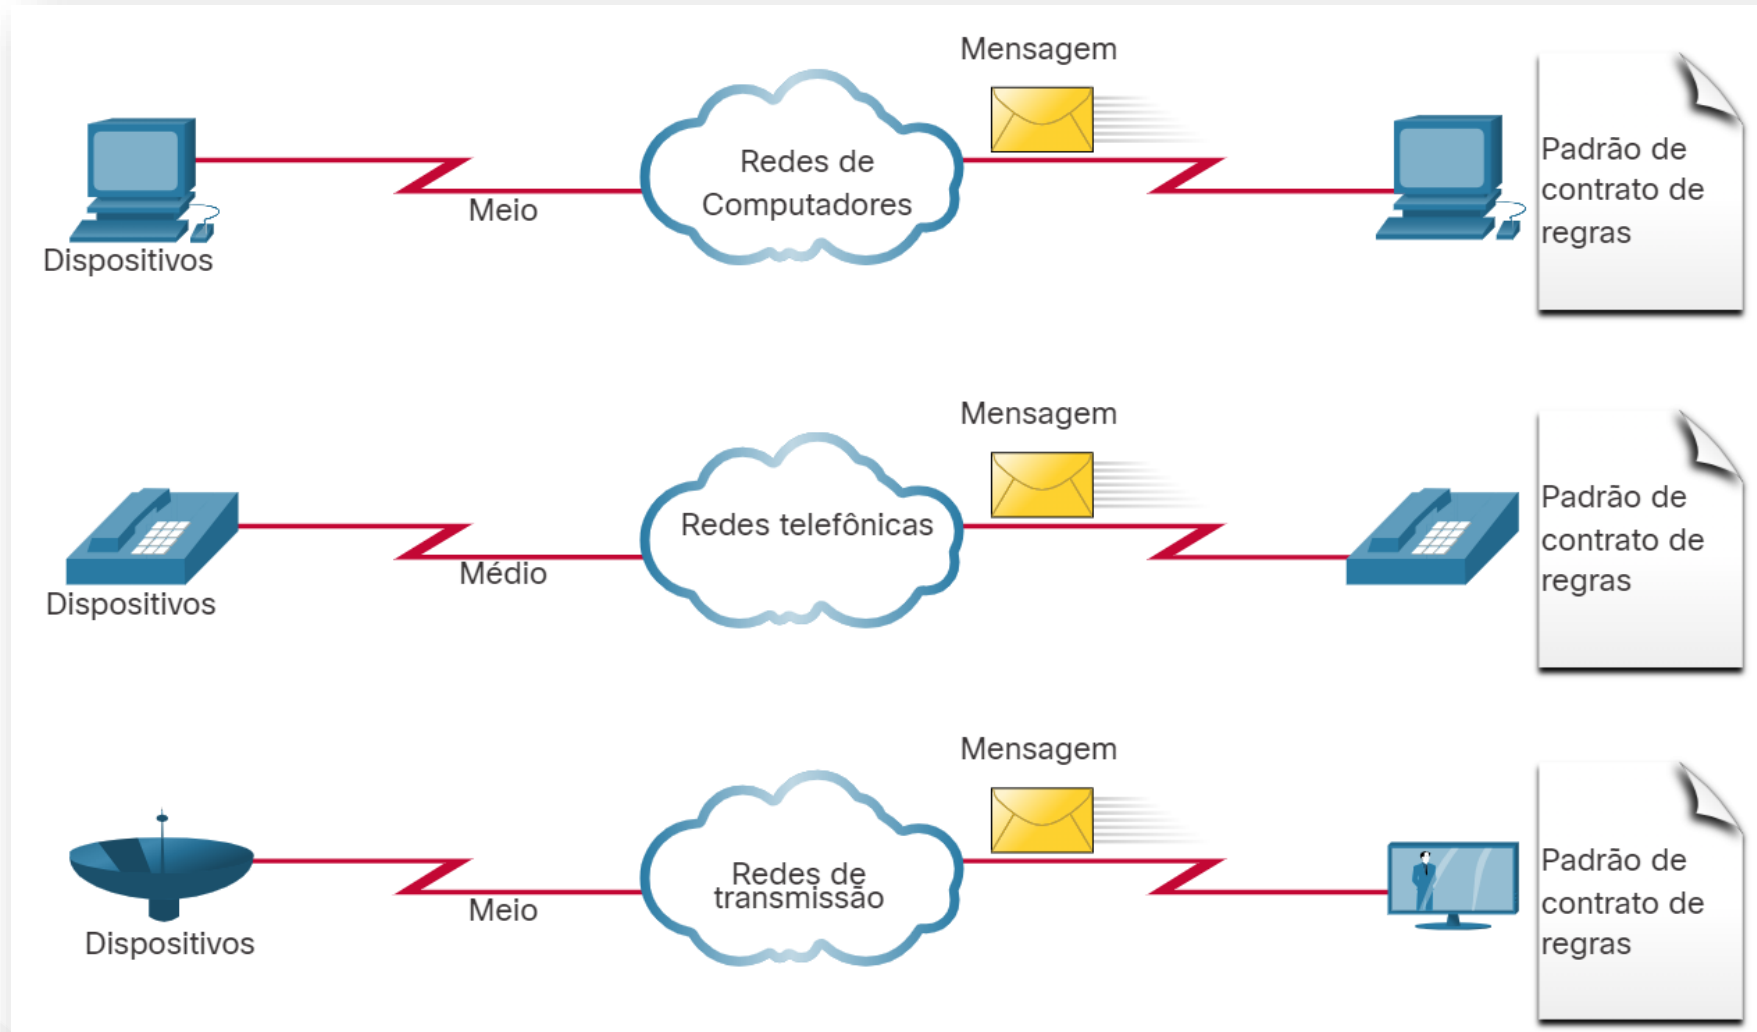 Mensagem
Redes de
Computadores
Padrão de
contrato de
regras
Meio
Dispositivos
Mensagem
Redes telefônicas
Padrão de
contrato de
regras
Médio
Dispositivos
Mensagem
Redes de
transmissão
Padrão de
contrato de
regras
Meio
Dispositivos